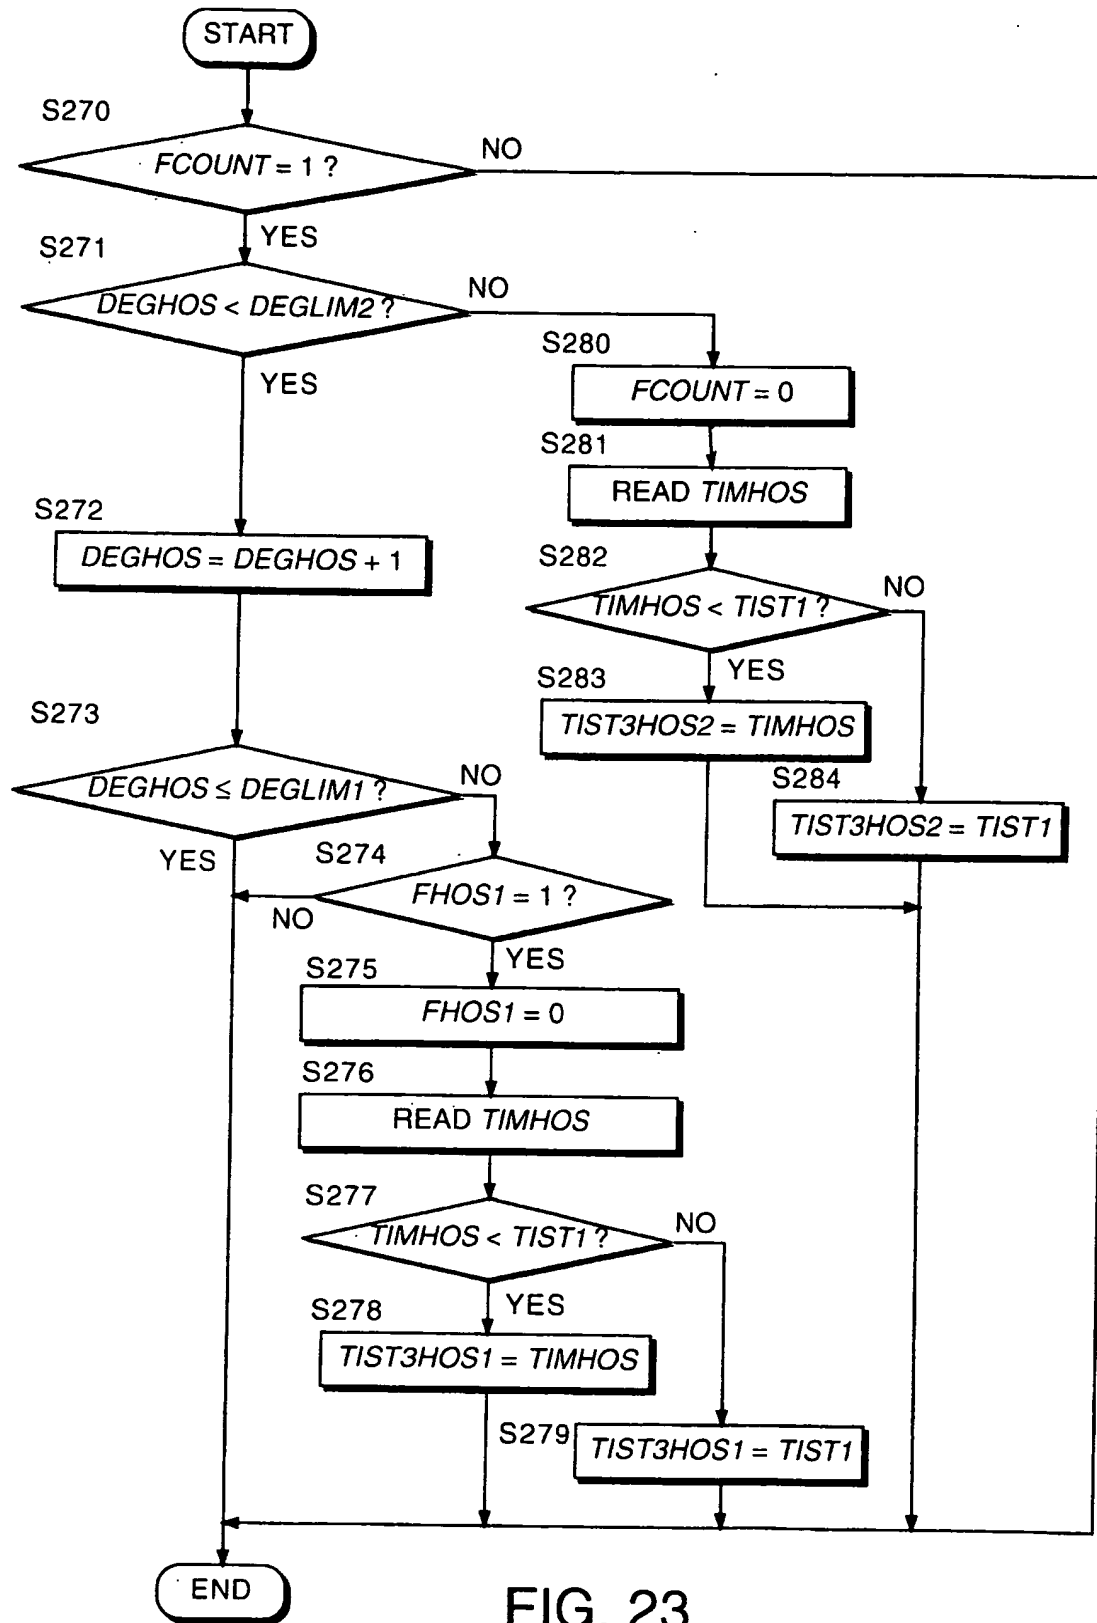 START
S270
FCOUNT = 1 ?
NO
YES
S271
DEGHOS < DEGLIM2 ?
NO
YES
S280
FCOUNT = 0
S281
READ TIMHOS
S272
DEGHOS = DEGHOS + 1
S282
TIMHOS < TIST1 ?
NO
YES
S283
TIST3HOS2 = TIMHOS
S284
TIST3HOS2 = TIST1
S273
DEGHOS ≤ DEGLIM1 ?
NO
YES
S274
FHOS1 = 1 ?
NO
YES
S275
FHOS1 = 0
S276
READ TIMHOS
S277
TIMHOS < TIST1 ?
NO
YES
S278
TIST3HOS1 = TIMHOS
S279
TIST3HOS1 = TIST1
END
FIG. 23